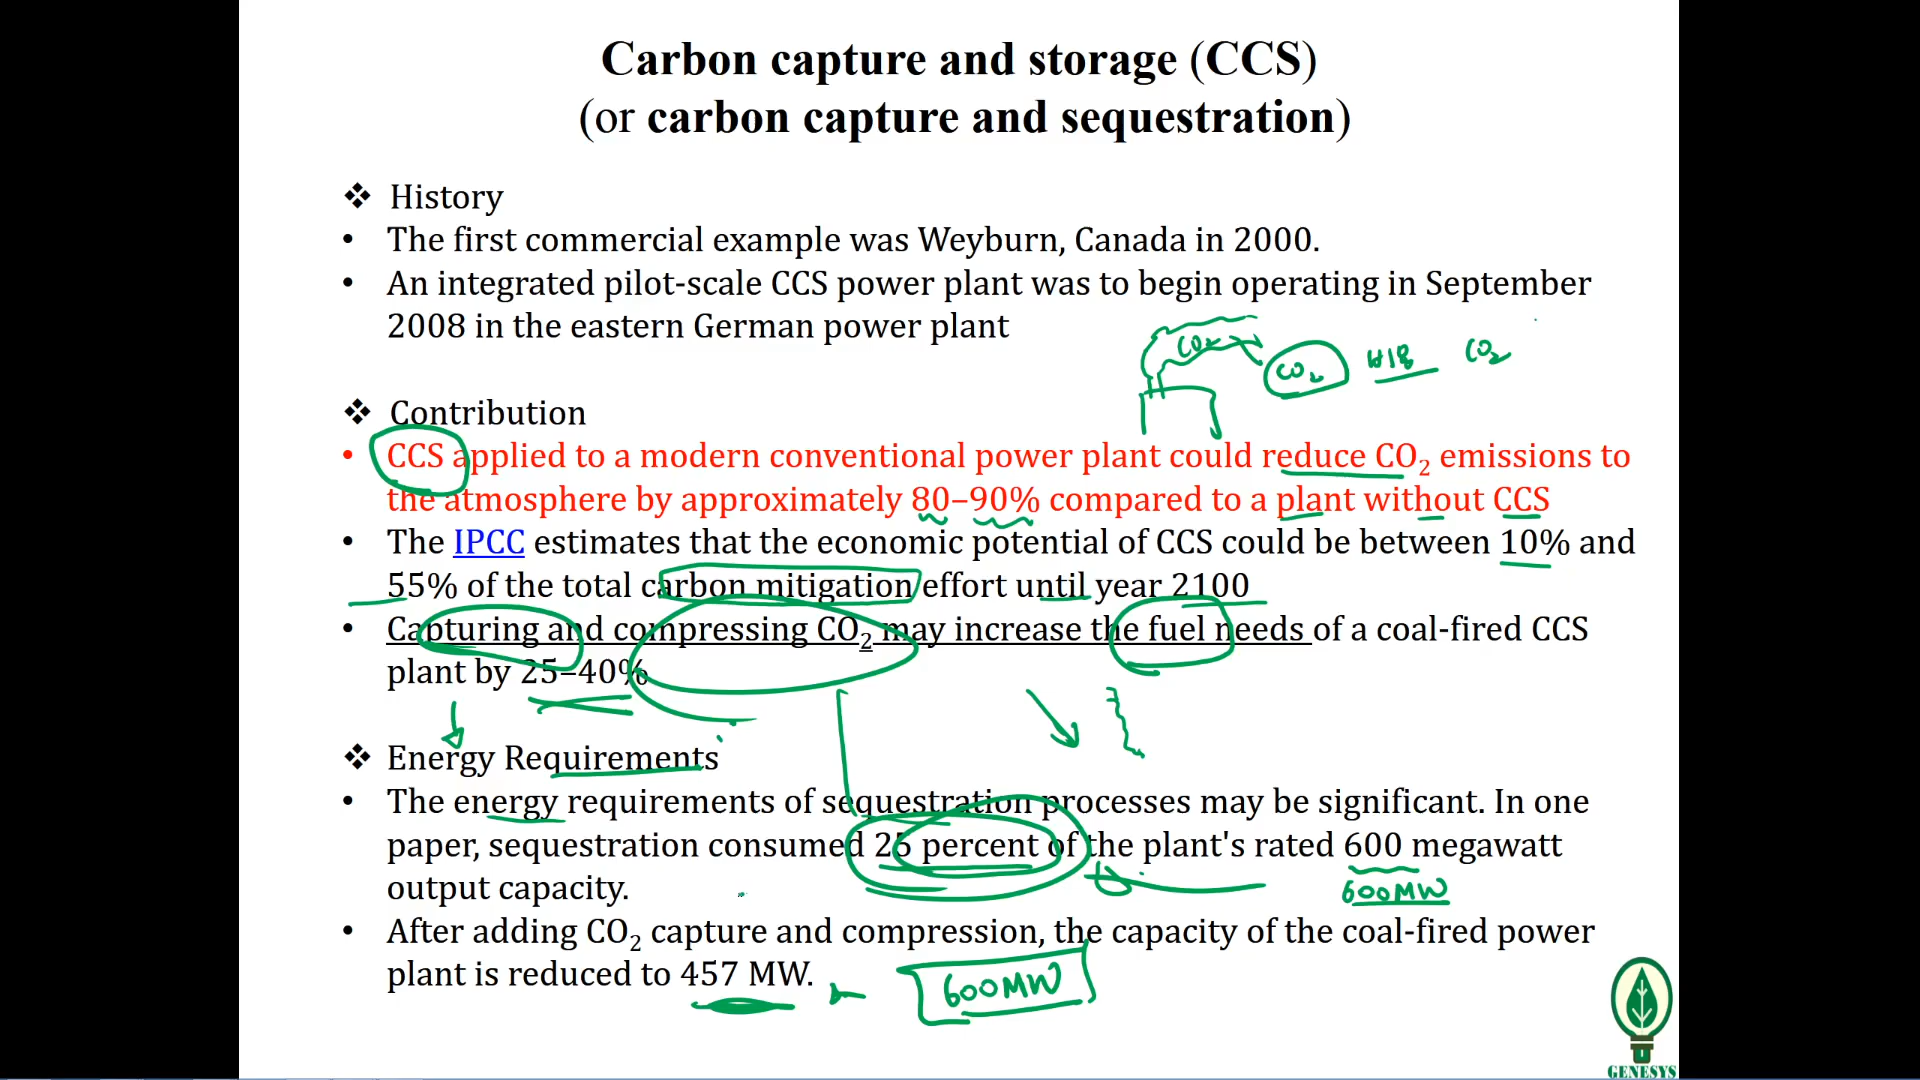 Carbon capture and storage (CCS)
(or carbon capture and sequestration)
❖ History
• The first commercial example was Weyburn, Canada in 2000.
• An integrated pilot-scale CCS power plant was to begin operating in September
2008 in the eastern German power plant
CO2
CO2
CO2
❖ Contribution
• CCS applied to a modern conventional power plant could reduce CO2 emissions to
the atmosphere by approximately 80–90% compared to a plant without CCS
• The IPCC estimates that the economic potential of CCS could be between 10% and
55% of the total carbon mitigation effort until year 2100
• Capturing and compressing CO2 may increase the fuel needs of a coal-fired CCS
plant by 25–40%
❖ Energy Requirements
• The energy requirements of sequestration processes may be significant. In one
paper, sequestration consumed 25 percent of the plant's rated 600 megawatt
output capacity.
600MW
• After adding CO2 capture and compression, the capacity of the coal-fired power
plant is reduced to 457 MW.
600MW
GENESYS